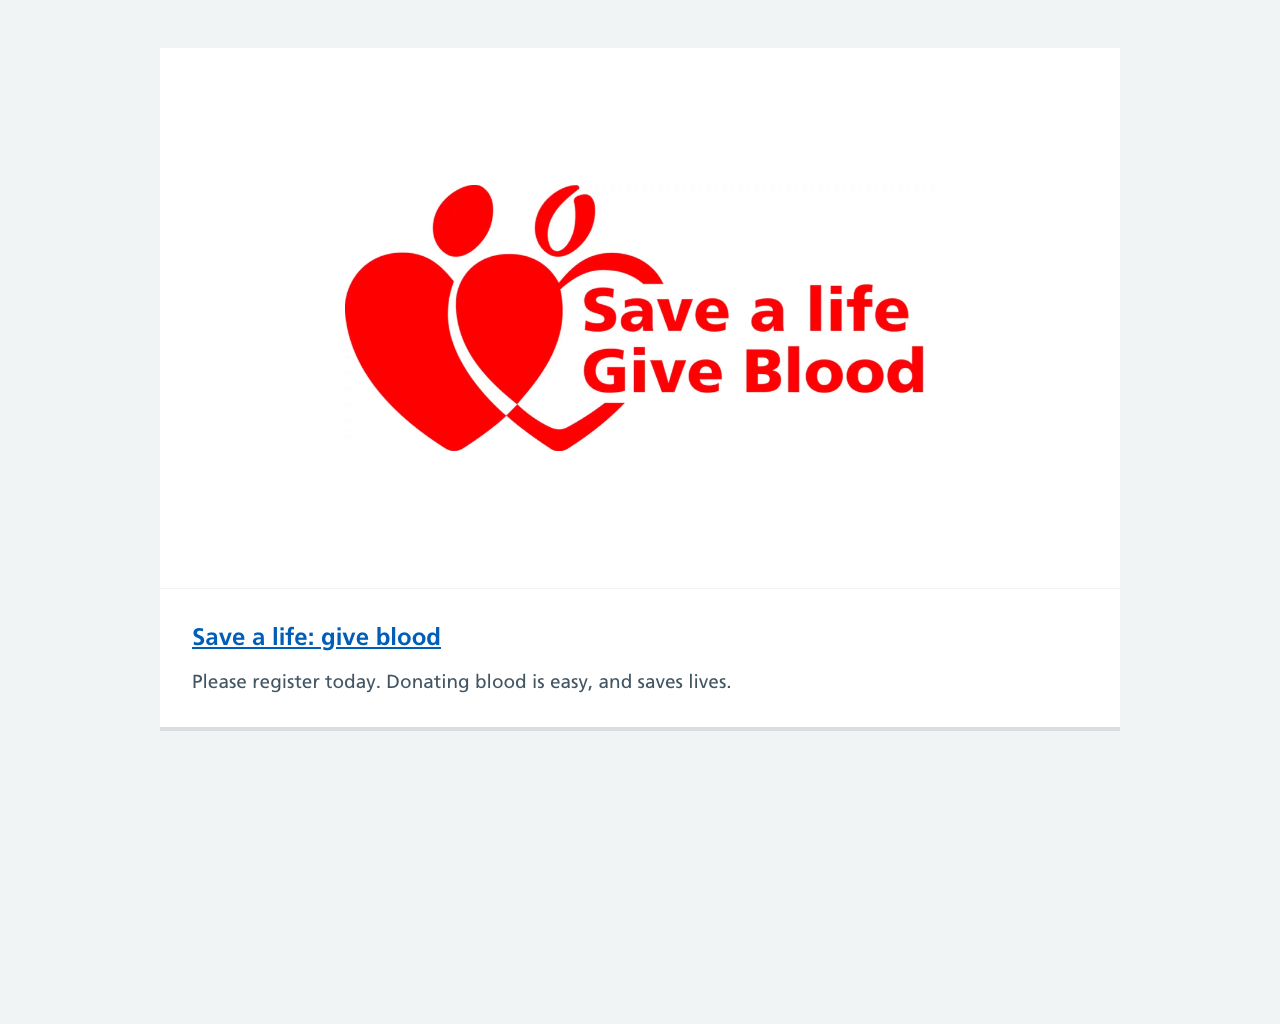 Save a life
Give Blood
Save a life: give blood
Please register today. Donating blood is easy, and saves lives.